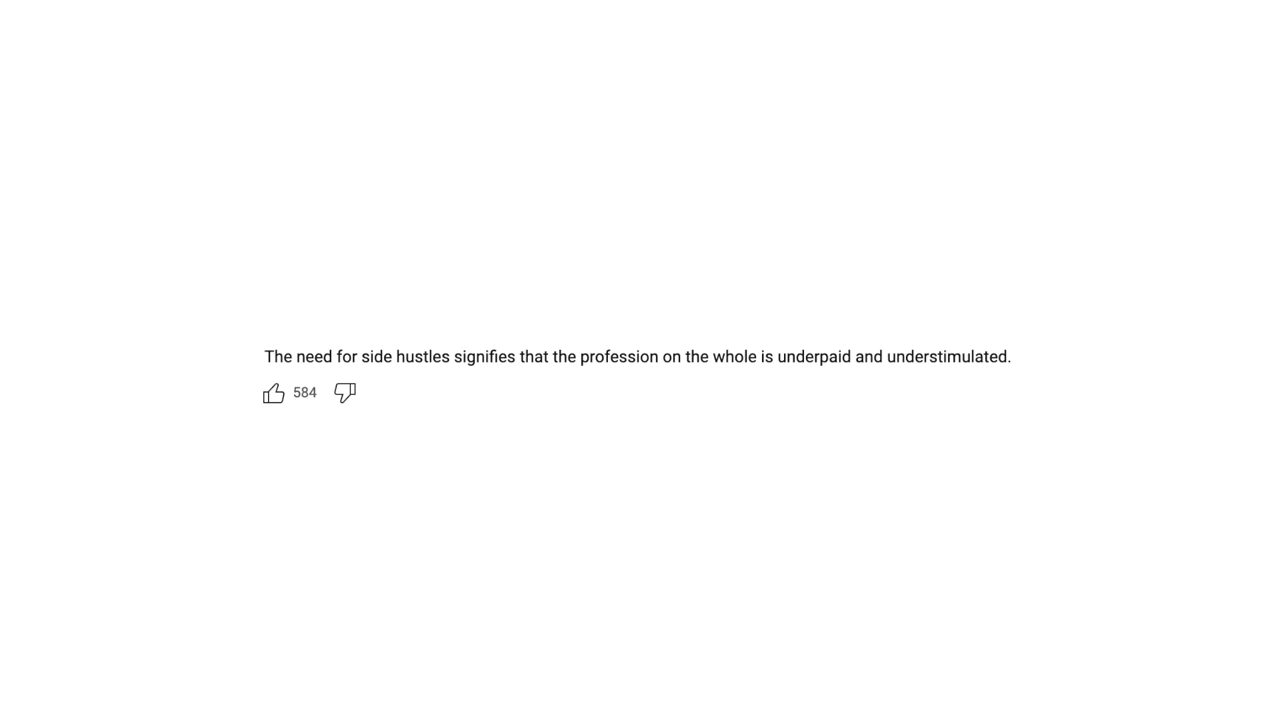 The need for side hustles signifies that the profession on the whole is underpaid and understimulated.
584